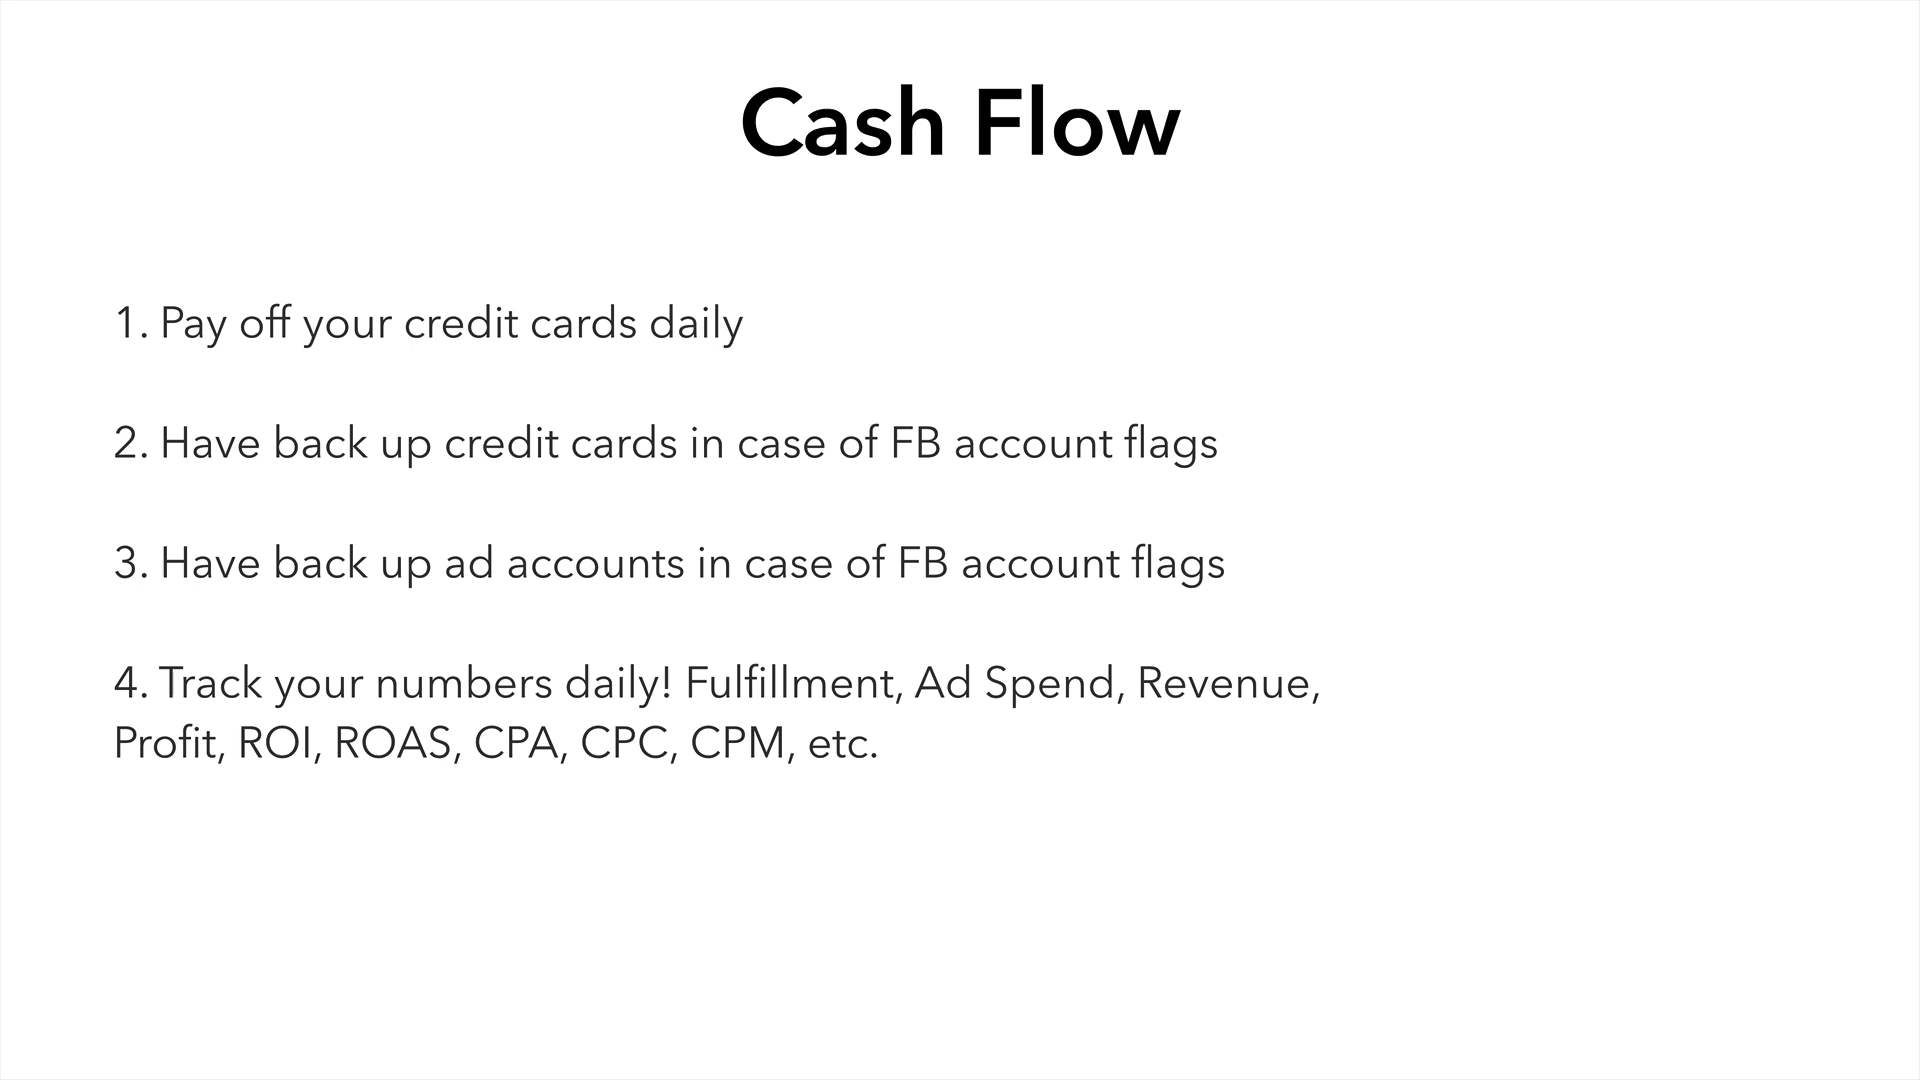 Cash Flow
1. Pay off your credit cards daily
2. Have back up credit cards in case of FB account flags
3. Have back up ad accounts in case of FB account flags
4. Track your numbers daily! Fulfillment, Ad Spend, Revenue,
Profit, ROI, ROAS, CPA, CPC, CPM, etc.